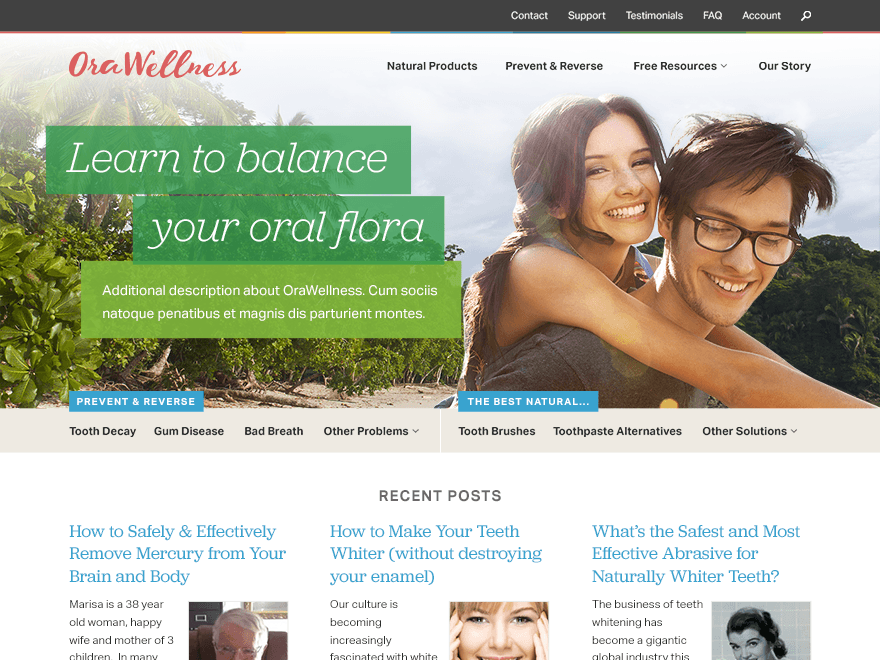 Contact Support Testimonials FAQ Account
OraWellness
Natural Products Prevent & Reverse Free Resources Our Story
Learn to balance
your oral flora
Additional description about OraWellness. Cum sociis
natoque penatibus et magnis dis parturient montes.
PREVENT & REVERSE
THE BEST NATURAL...
Tooth Decay Gum Disease Bad Breath Other Problems
Tooth Brushes Toothpaste Alternatives Other Solutions
RECENT POSTS
How to Safely & Effectively
Remove Mercury from Your
Brain and Body
Marisa is a 38 year
old woman, happy
wife and mother of 3
children. In many
How to Make Your Teeth
Whiter (without destroying
your enamel)
Our culture is
becoming
increasingly
fascinated with white
What's the Safest and Most
Effective Abrasive for
Naturally Whiter Teeth?
The business of teeth
whitening has
become a gigantic
global industry this